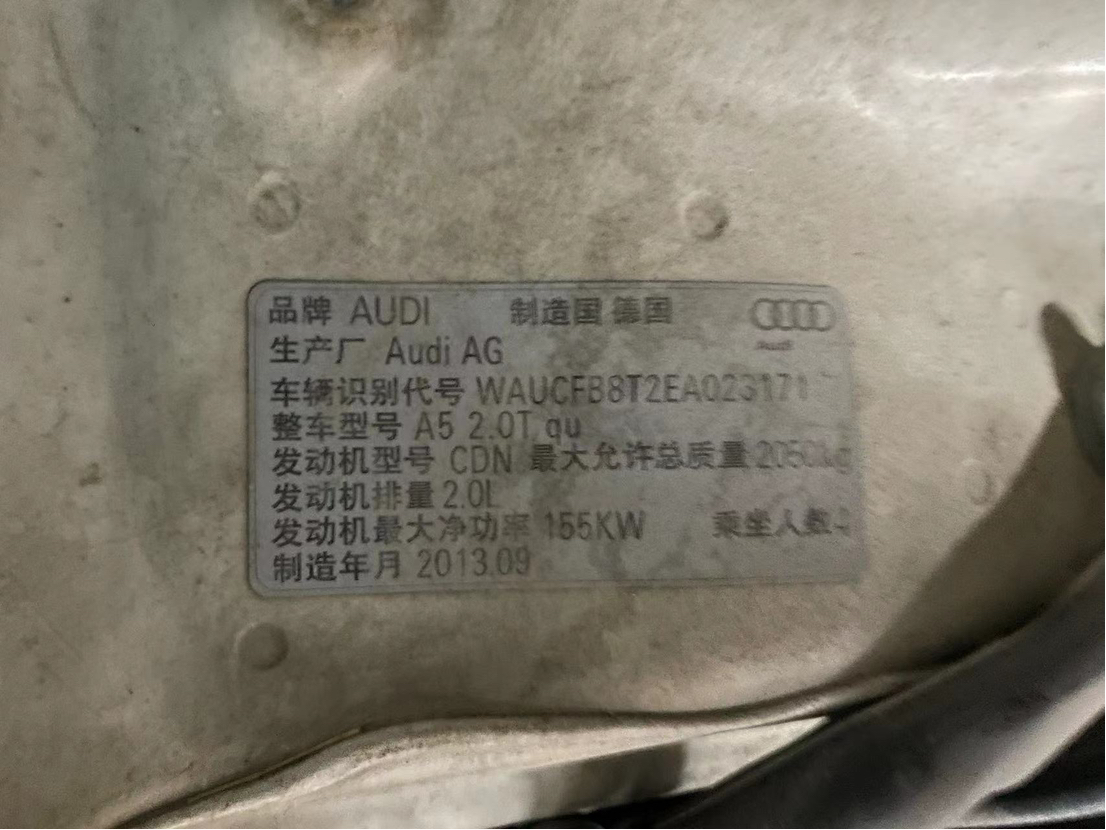 品牌 AUDI 制造国 德国
Audi
生产厂 Audi AG
车辆识别代号 WAUCFB8T2EA023171
整车型号 A5 2.0T qu
发动机型号 CDN 最大允许总质量 2050kg
发动机排量 2.0L
发动机最大净功率 155KW 乘坐人数
制造年月 2013.09